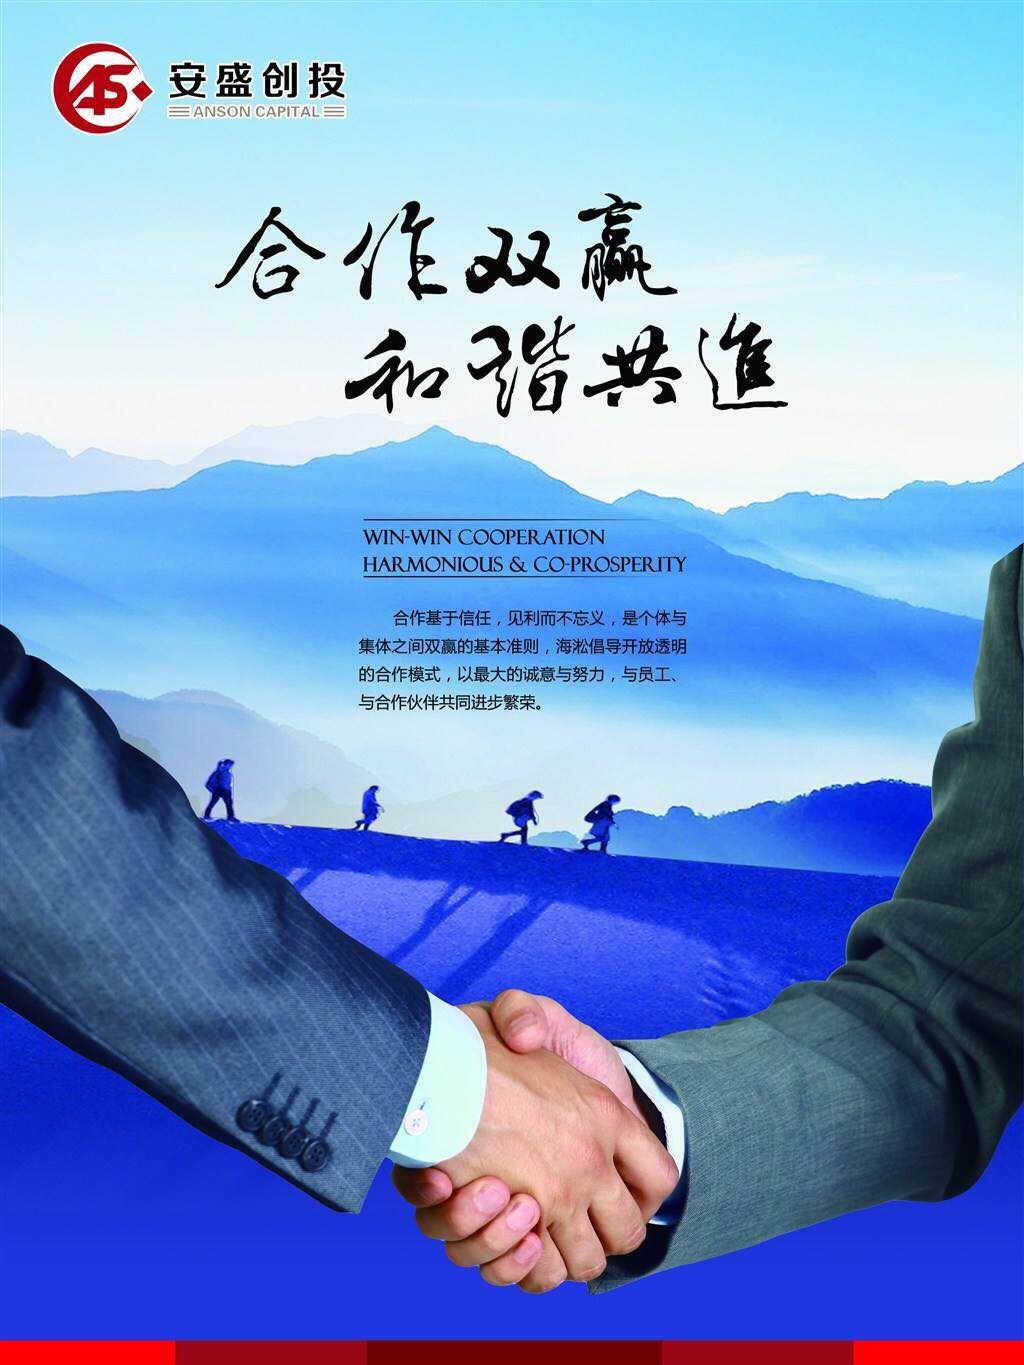 安盛创投
ANSON CAPITAL
合作双赢
和谐共進
WIN-WIN COOPERATION
HARMONIOUS & CO-PROSPERITY
合作基于信任，见利而不忘义，是个体与
集体之间双赢的基本准则，海淞倡导开放透明
的合作模式，以最大的诚意与努力，与员工、
与合作伙伴共同进步繁荣。